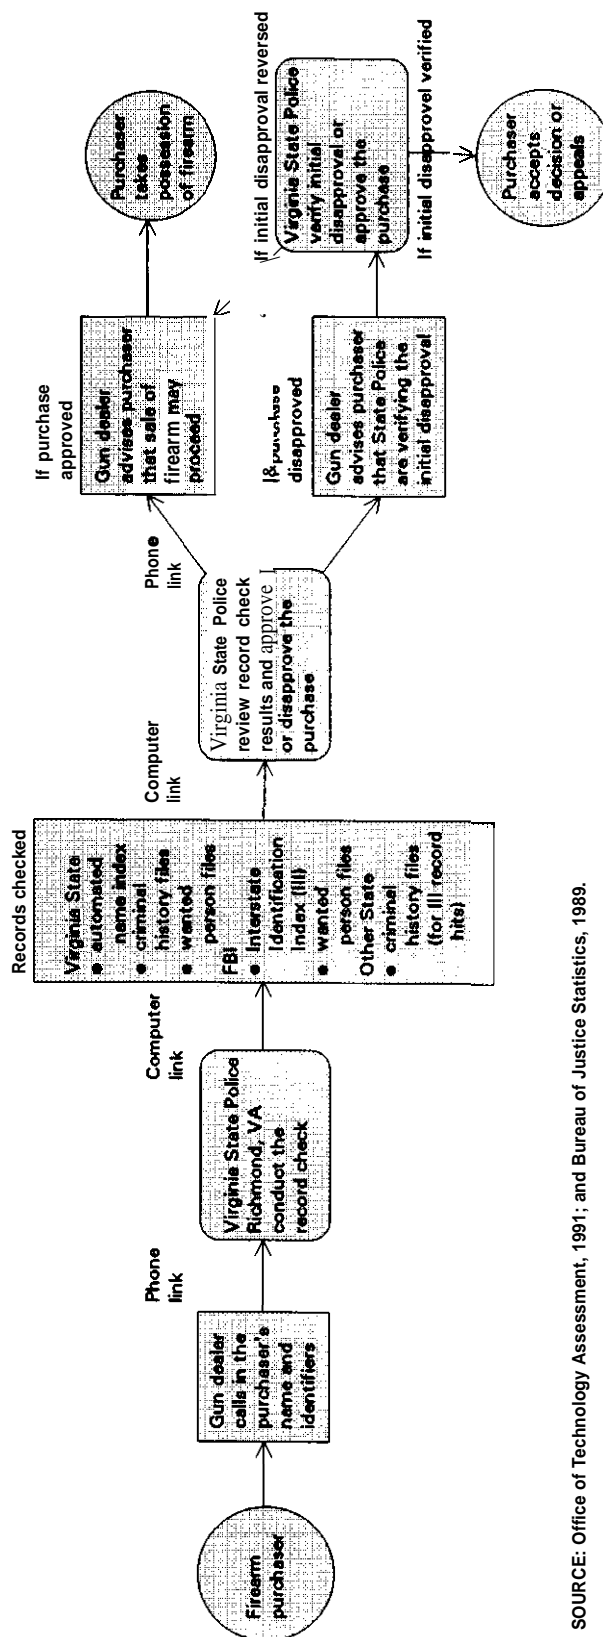 Firearm
purchaser
Gun dealer
calls in the
purchaser's
name and
identifiers
Phone
link
Virginia State Police
Richmond, VA
conduct the
record check
Computer
link
Records checked
Virginia State
● automated
name index
● criminal
history files
● wanted
person files
FBI
● Interstate
Identification
Index (III)
● wanted
person files
Other State
● criminal
history files
(for III record
hits)
Computer
link
Virginia State Police
review record check
results and approve
or disapprove the
purchase
Phone
link
If purchase
approved
Gun dealer
advises purchaser
that sale of
firearm may
proceed
Purchaser
takes
possession
of firearm
purchase
disapproved
Gun dealer
advises purchaser
that State Police
are verifying the
initial disapproval
If initial disapproval reversed
Virginia State Police
verify initial
disapproval or
approve the
purchase
If initial disapprovel verified
Purchaser
accepts
decision or
appeals
SOURCE: Office of Technology Assessment, 1991; and Bureau of Justice Statistics, 1989.